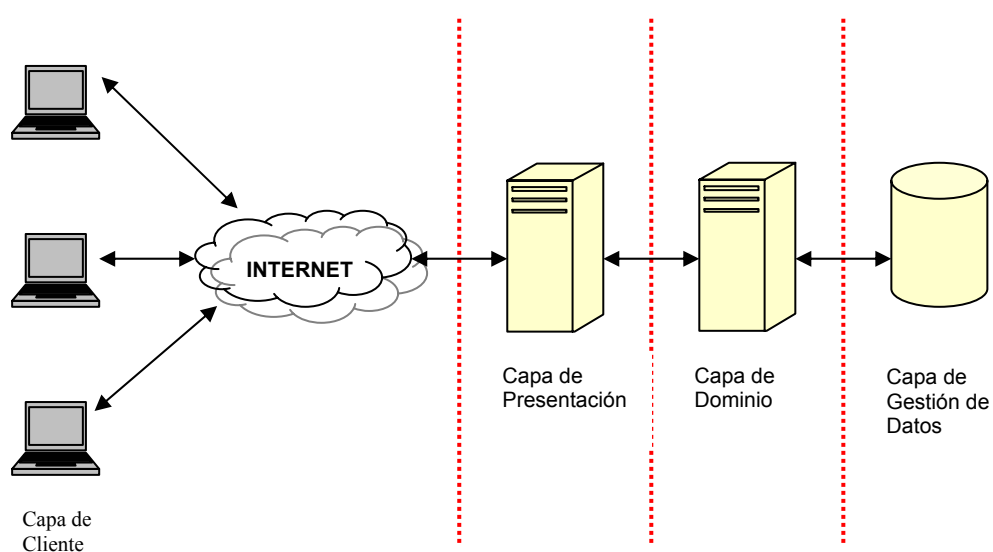 INTERNET
Capa de
Presentación
Capa de
Dominio
Capa de
Gestión de
Datos
Capa de
Cliente